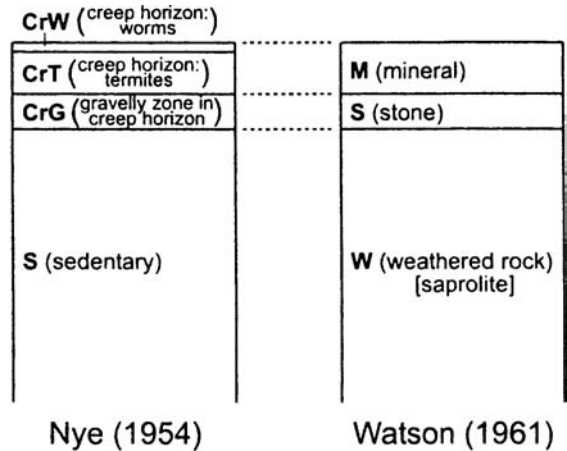 CrW (creep horizon: worms)
CrT (creep horizon: termites)
CrG (gravelly zone in creep horizon)
S (sedentary)
Nye (1954)
M (mineral)
S (stone)
W (weathered rock)
[saprolite]
Watson (1961)